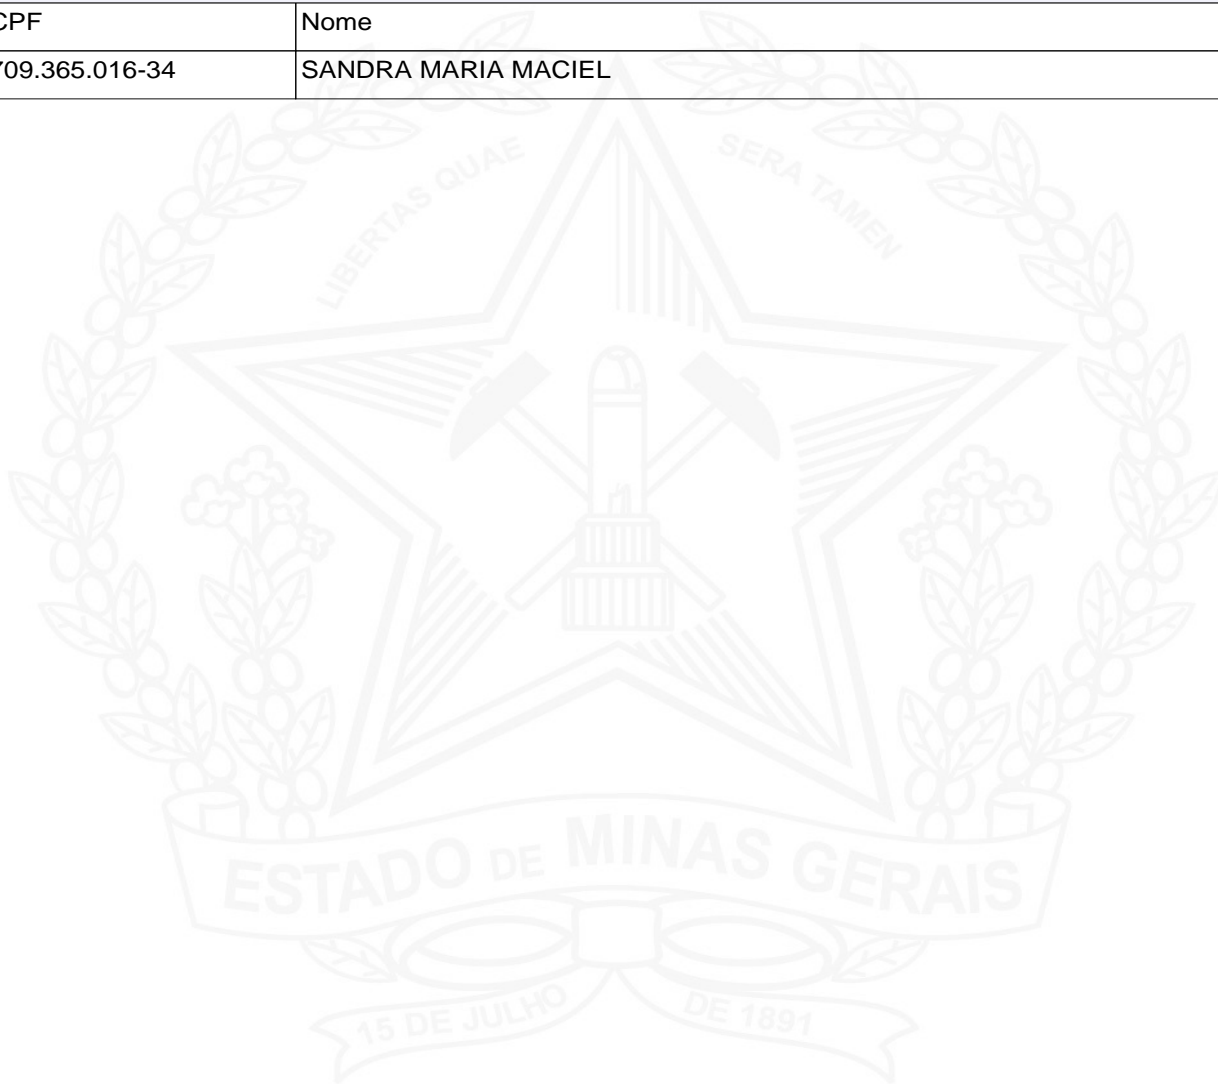 CPF Nome
709.365.016-34 SANDRA MARIA MACIEL
LIBERTAS QUAE SERA TAMEN
ESTADO DE MINAS GERAIS
15 DE JULHO DE 1891